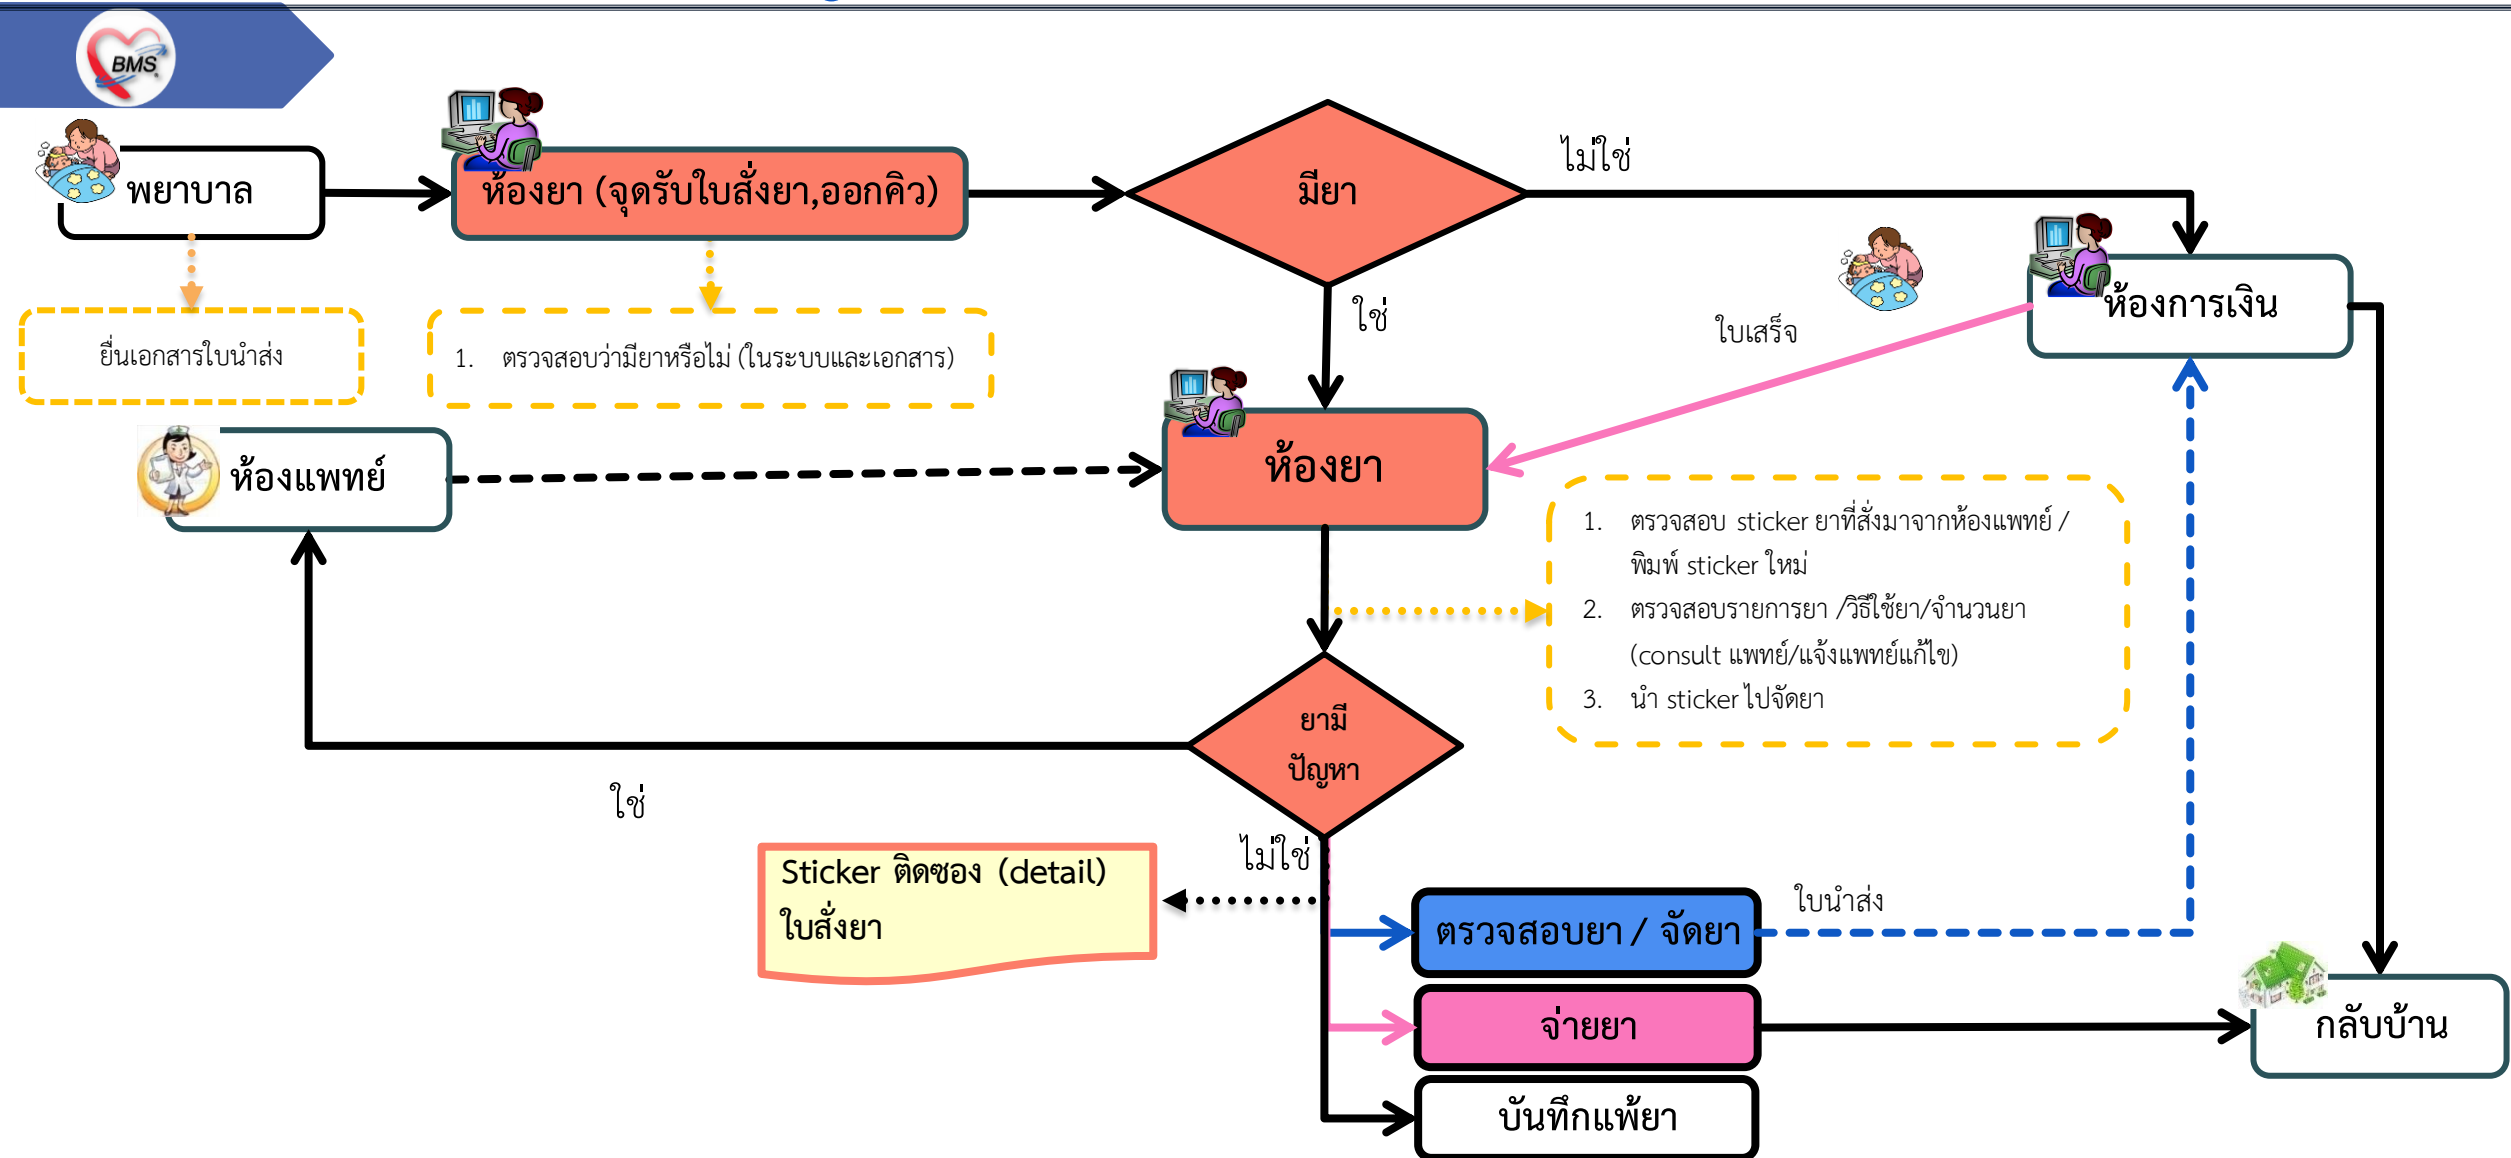 BMS
พยาบาล
ห้องยา (จุดรับใบสั่งยา,ออกคิว)
มียา
ไม่ใช่
ใช่
ห้องการเงิน
ใบเสร็จ
ยื่นเอกสารใบนำส่ง
1. ตรวจสอบว่ามียาหรือไม่ (ในระบบและเอกสาร)
ห้องแพทย์
ห้องยา
1. ตรวจสอบ sticker ยาที่สั่งมาจากห้องแพทย์ /
พิมพ์ sticker ใหม่
2. ตรวจสอบรายการยา /วิธีใช้ยา/จำนวนยา
(consult แพทย์/แจ้งแพทย์แก้ไข)
3. นำ sticker ไปจัดยา
ยามี
ปัญหา
ใช่
ไม่ใช่
Sticker ติดซอง (detail)
ใบสั่งยา
ตรวจสอบยา / จัดยา
ใบนำส่ง
จ่ายยา
กลับบ้าน
บันทึกแพ้ยา